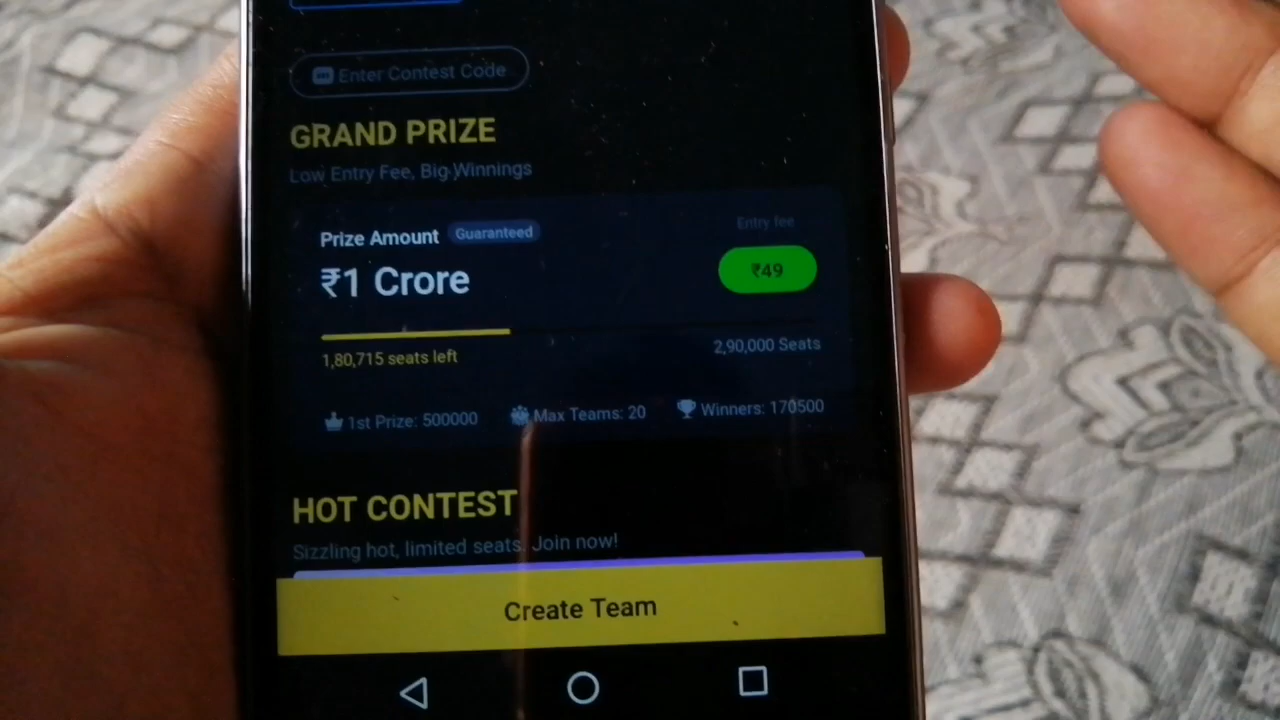 Enter Contest Code
GRAND PRIZE
Low Entry Fee, Big Winnings
Prize Amount Guaranteed
Entry fee
₹1 Crore
₹49
1,80,715 seats left
2,90,000 Seats
1st Prize: 500000
Max Teams: 20
Winners: 170500
HOT CONTEST
Sizzling hot, limited seats. Join now!
Create Team